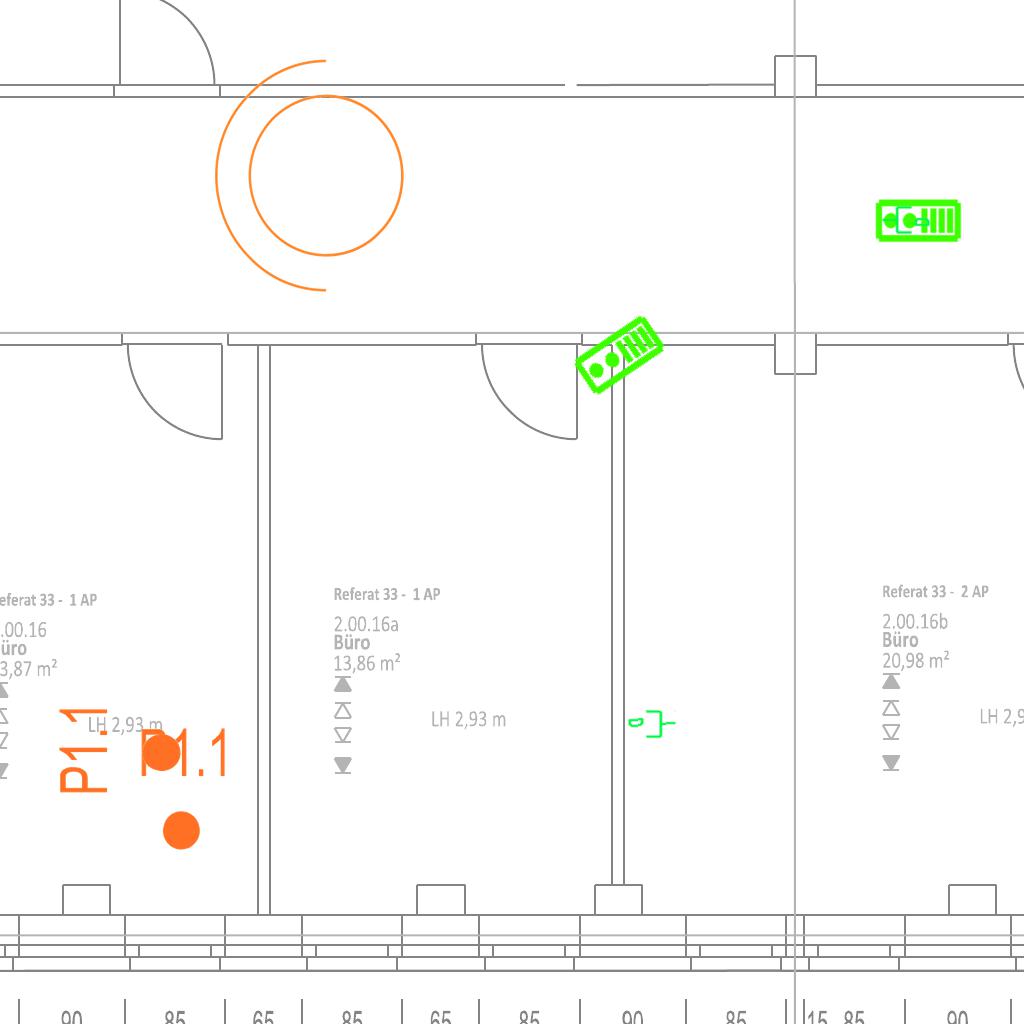 eferat 33 - 1 AP
.00.16
üro
3,87 m²
LH 2,93 m
P1.1
P1.1
Referat 33 - 1 AP
2.00.16a
Büro
13,86 m²
LH 2,93 m
Referat 33 - 2 AP
2.00.16b
Büro
20,98 m²
LH 2,9
90 85 65 85 65 85 90 85 15 85 90